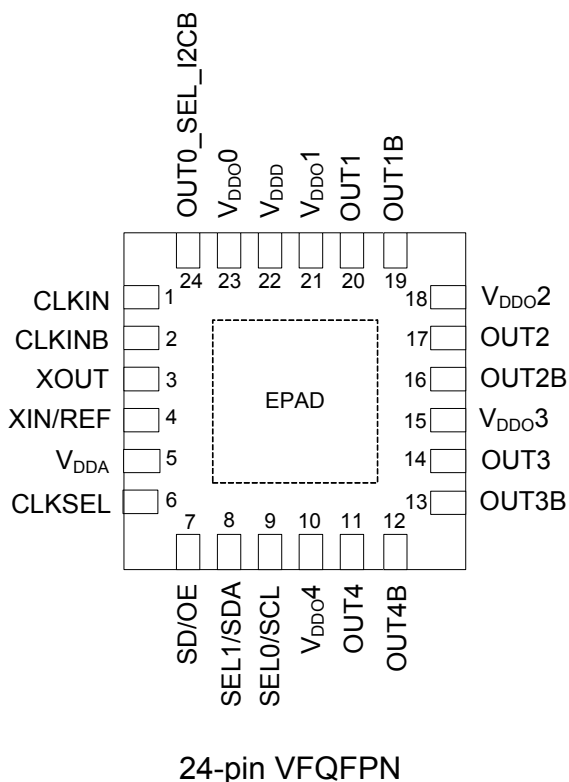 OUT0_SEL_I2CB
VDDO0
VDDD
VDDO1
OUT1
OUT1B
24
23
22
21
20
19
CLKIN
1
CLKINB
2
XOUT
3
XIN/REF
4
VDDA
5
CLKSEL
6
EPAD
18
VDDO2
17
OUT2
16
OUT2B
15
VDDO3
14
OUT3
13
OUT3B
7
8
9
10
11
12
SD/OE
SEL1/SDA
SEL0/SCL
VDDO4
OUT4
OUT4B
24-pin VFQFPN